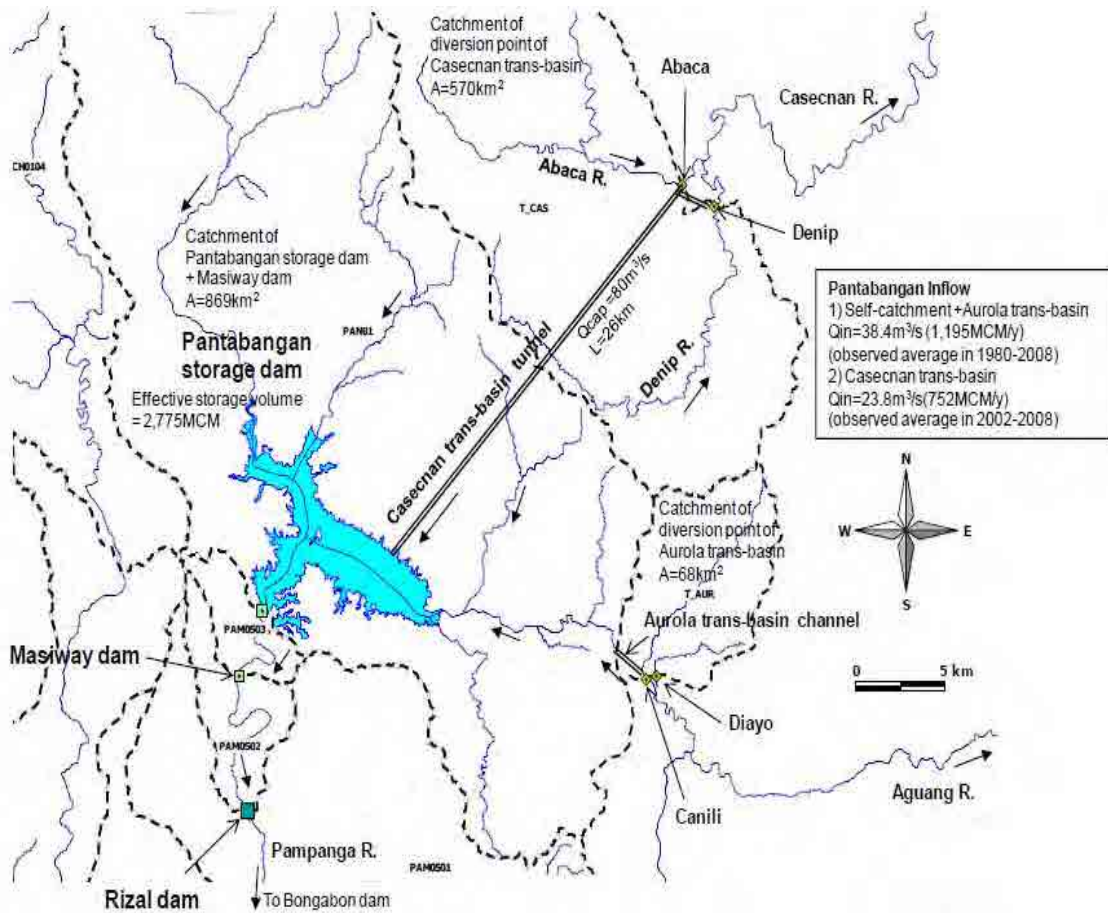 Catchment of
diversion point of
Casecnan trans-basin
A=570km²
Abaca
Casecnan R.
Abaca R.
CH0104
T_CAS
Denip
Catchment of
Pantabangan storage dam
+ Masiway dam
A=869km²
PAN01
Qcap =80m³/s
L=26km
Casecnan trans-basin tunnel
Denip R.
Pantabangan
storage dam
Effective storage volume
=2,775MCM
Pantabangan Inflow
1) Self-catchment +Aurola trans-basin
Qin=38.4m³/s (1,195MCM/y)
(observed average in 1980-2008)
2) Casecnan trans-basin
Qin=23.8m³/s(752MCM/y)
(observed average in 2002-2008)
N
W
E
S
Catchment of
diversion point of
Aurola trans-basin
A=68km²
T_AUR
Aurola trans-basin channel
PAM0503
Masiway dam
0 5 km
Diayo
PAM0502
Canili
Aguang R.
Pampanga R.
PAM0501
Rizal dam
To Bongabon dam